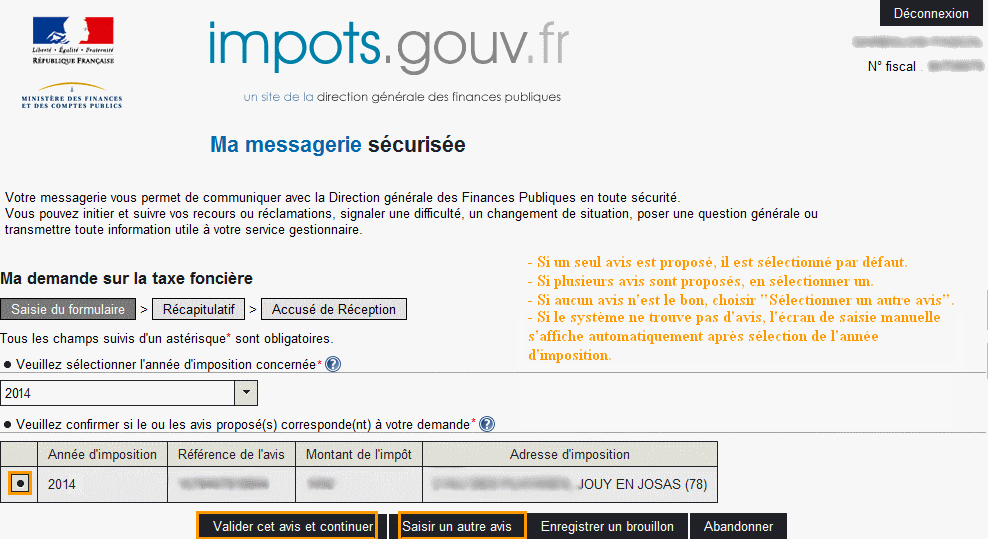 Déconnexion
Liberté • Égalité • Fraternité
RÉPUBLIQUE FRANÇAISE
MINISTÈRE DES FINANCES
ET DES COMPTES PUBLICS
impots.gouv.fr
un site de la direction générale des finances publiques
N° fiscal
Ma messagerie sécurisée
Votre messagerie vous permet de communiquer avec la Direction générale des Finances Publiques en toute sécurité.
Vous pouvez initier et suivre vos recours ou réclamations, signaler une difficulté, un changement de situation, poser une question générale ou
transmettre toute information utile à votre service gestionnaire.
- Si un seul avis est proposé, il est sélectionné par défaut.
- Si plusieurs avis sont proposés, en sélectionner un.
- Si aucun avis n'est le bon, choisir "Sélectionner un autre avis".
- Si le système ne trouve pas d'avis, l'écran de saisie manuelle
s'affiche automatiquement après sélection de l'année
d'imposition.
Ma demande sur la taxe foncière
Saisie du formulaire > Récapitulatif > Accusé de Réception
Tous les champs suivis d'un astérisque* sont obligatoires.
● Veuillez sélectionner l'année d'imposition concernée* ?
2014
● Veuillez confirmer si le ou les avis proposé(s) corresponde(nt) à votre demande* ?
Année d'imposition Référence de l'avis Montant de l'impôt Adresse d'imposition
2014 JOUY EN JOSAS (78)
Valider cet avis et continuer Saisir un autre avis Enregistrer un brouillon Abandonner